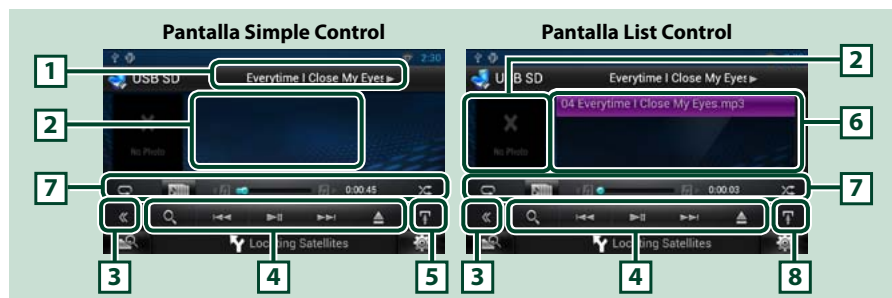 Pantalla Simple Control
Pantalla List Control
2:30
1
USB SD
Everytime I Close My Eyes
2
No Photo
7
0:00:45
Locating Satellites
3
4
5
2
USB SD
Everytime I Close My Eyes
04 Everytime I Close My Eyes.mp3
6
No Photo
7
0:00:03
Locating Satellites
3
4
8